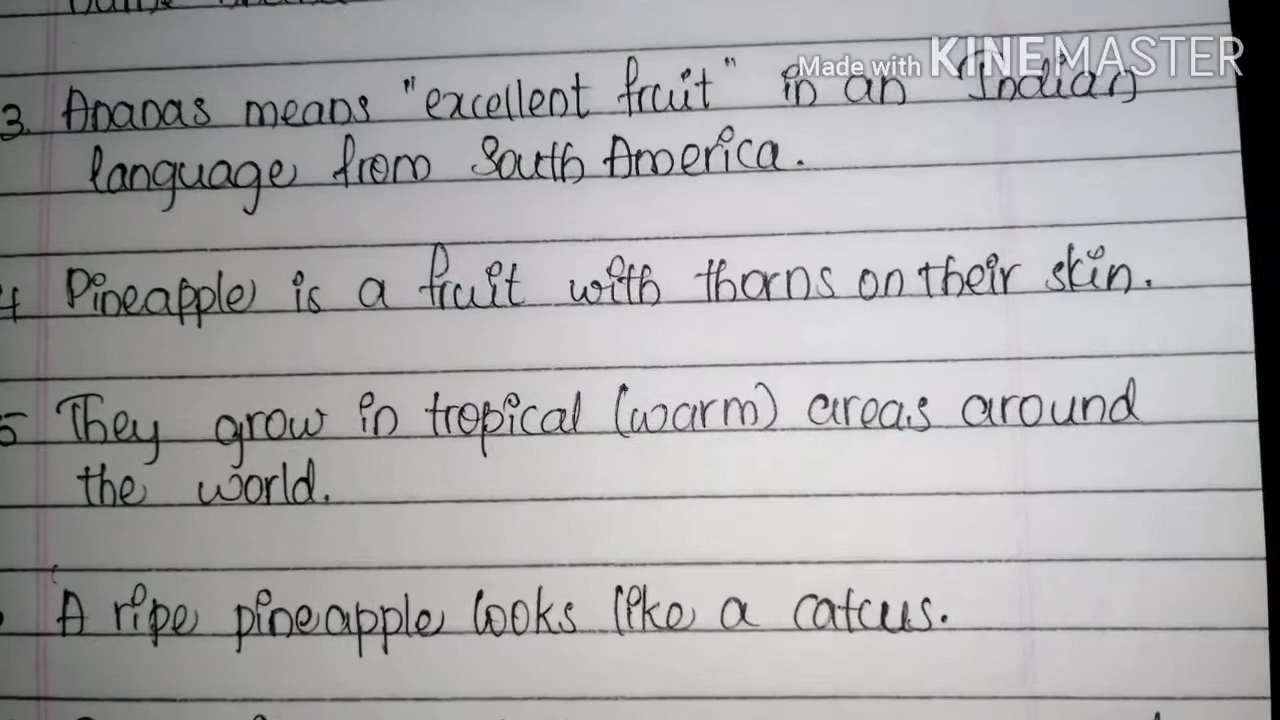 Made with KINEMASTER
3. Ananas means "excellent fruit" in an Indian
language from South America.
4 Pineapple is a fruit with thorns on their skin.
5 They grow in tropical (warm) areas around
the world.
A ripe pineapple looks like a catcus.